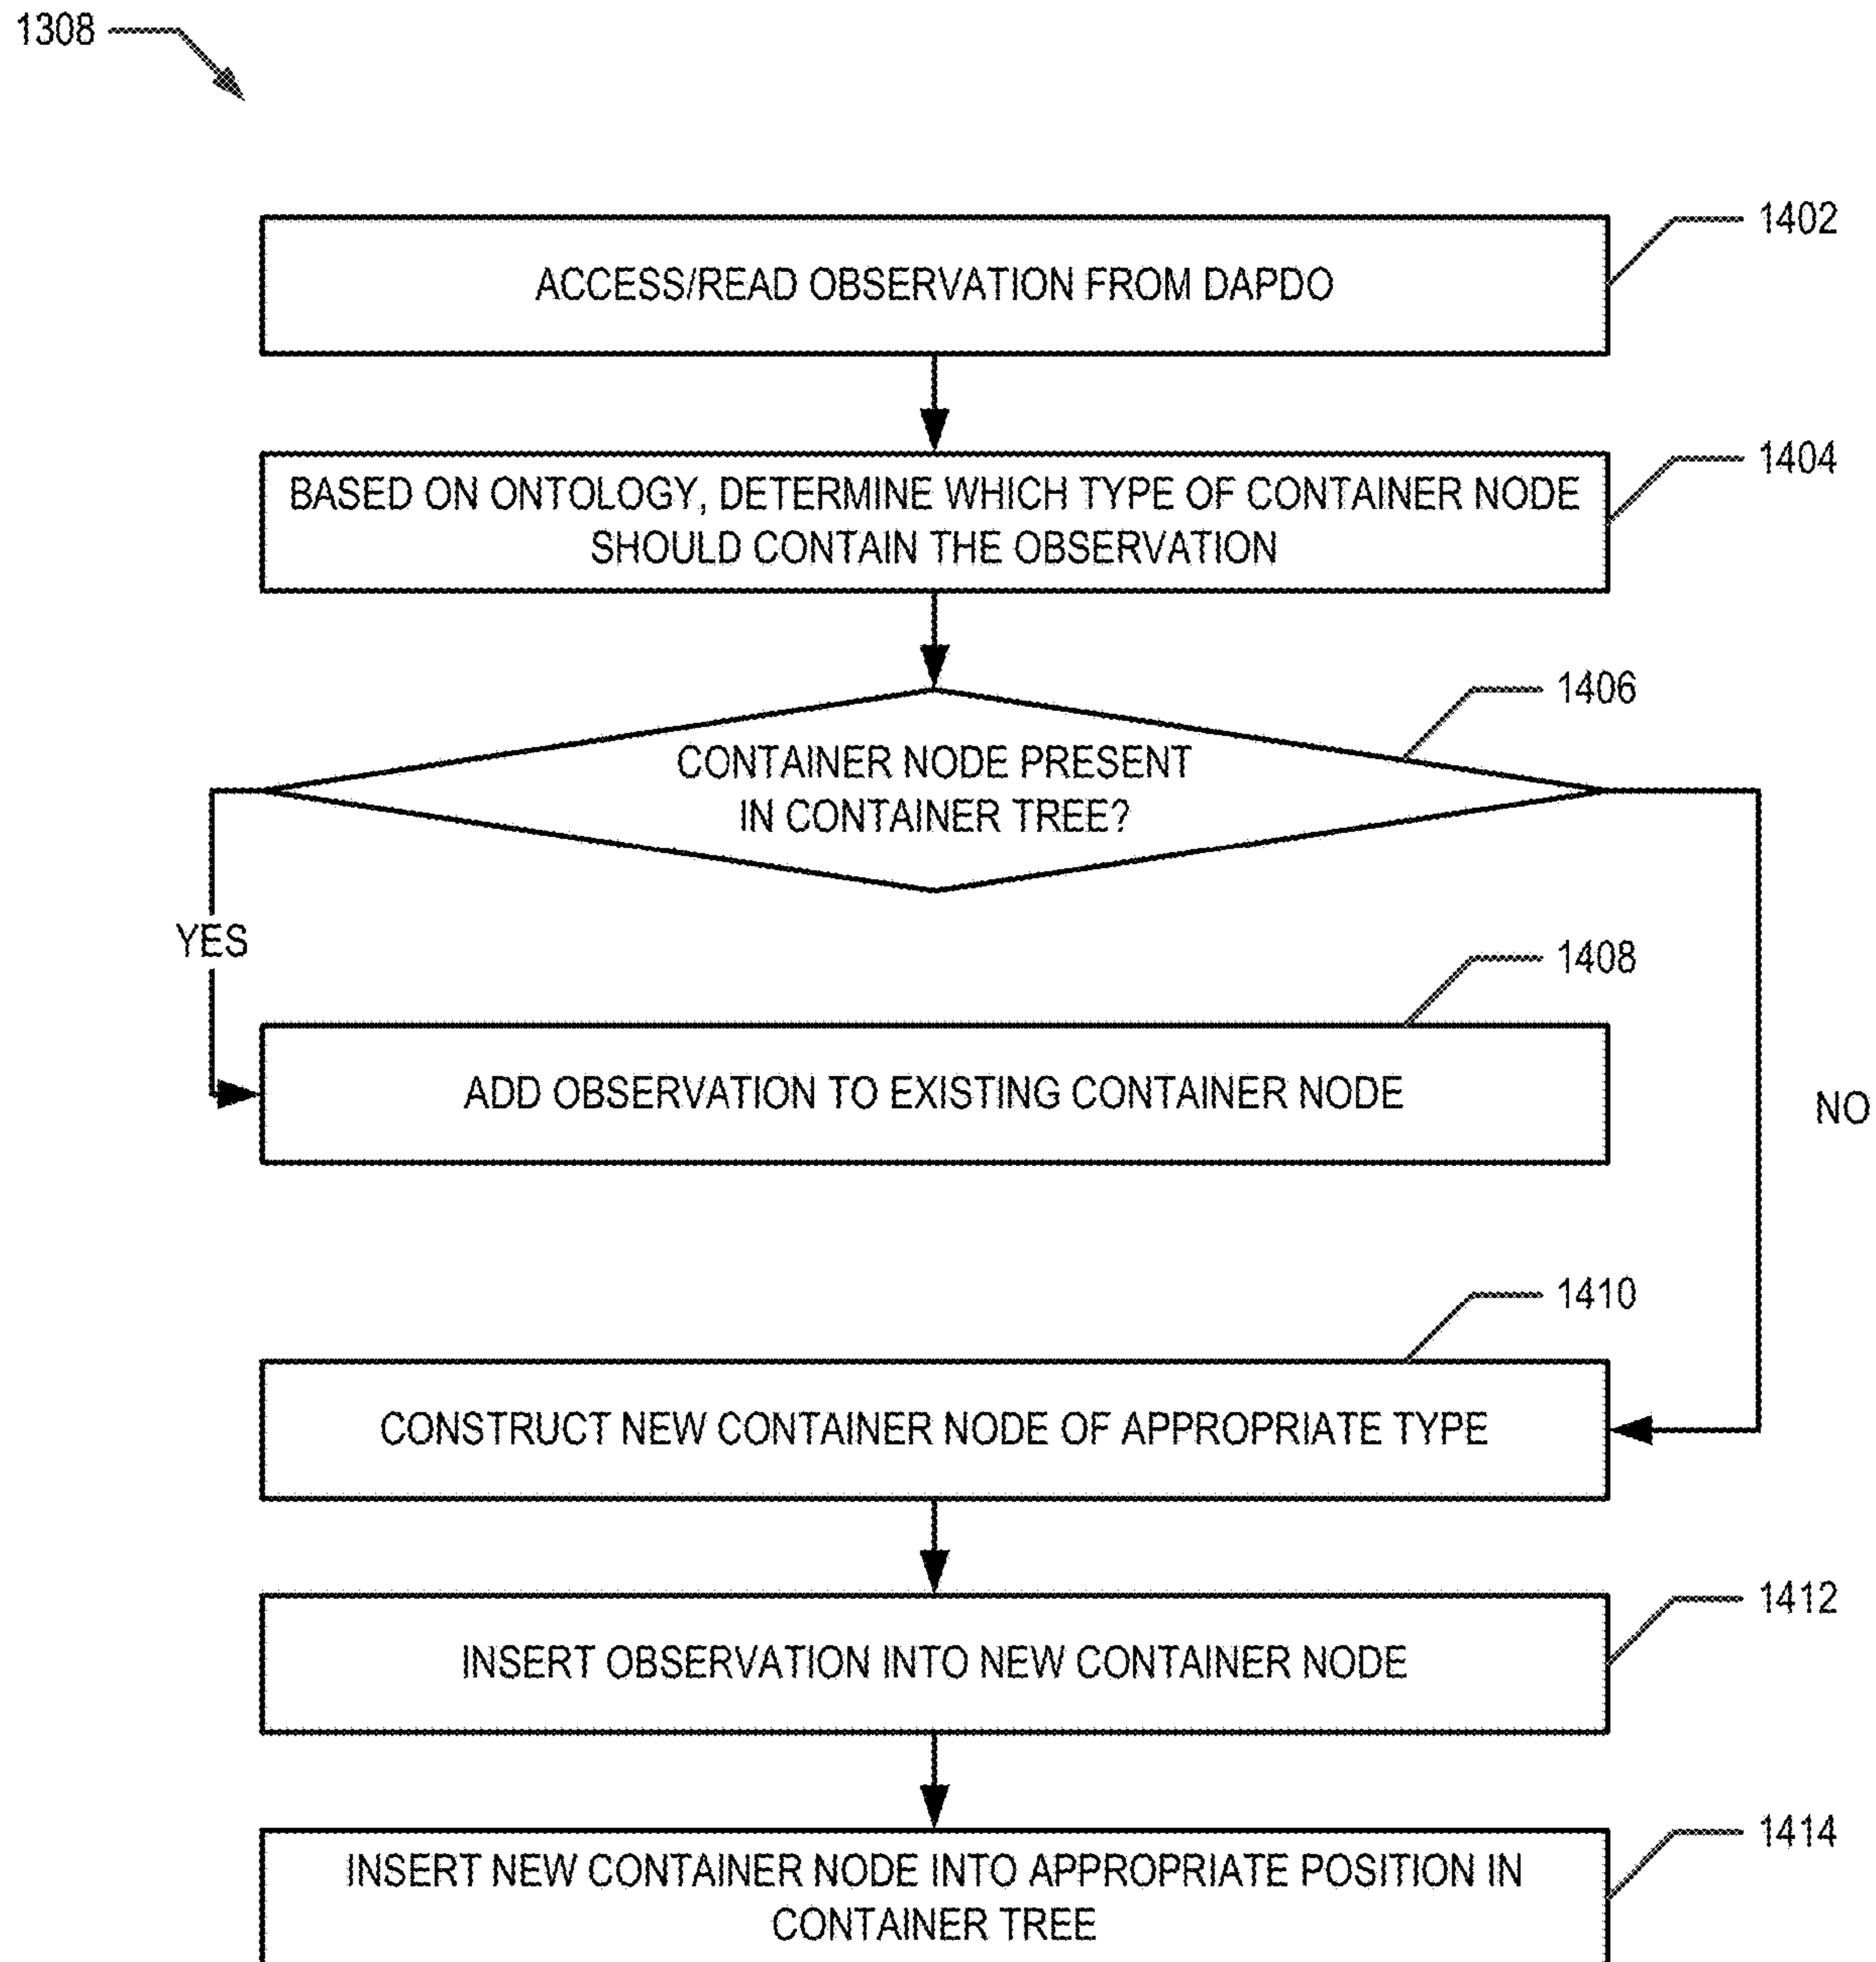 1308
1402
ACCESS/READ OBSERVATION FROM DAPDO
1404
BASED ON ONTOLOGY, DETERMINE WHICH TYPE OF CONTAINER NODE
SHOULD CONTAIN THE OBSERVATION
1406
CONTAINER NODE PRESENT
IN CONTAINER TREE?
YES
1408
ADD OBSERVATION TO EXISTING CONTAINER NODE
NO
1410
CONSTRUCT NEW CONTAINER NODE OF APPROPRIATE TYPE
1412
INSERT OBSERVATION INTO NEW CONTAINER NODE
1414
INSERT NEW CONTAINER NODE INTO APPROPRIATE POSITION IN
CONTAINER TREE